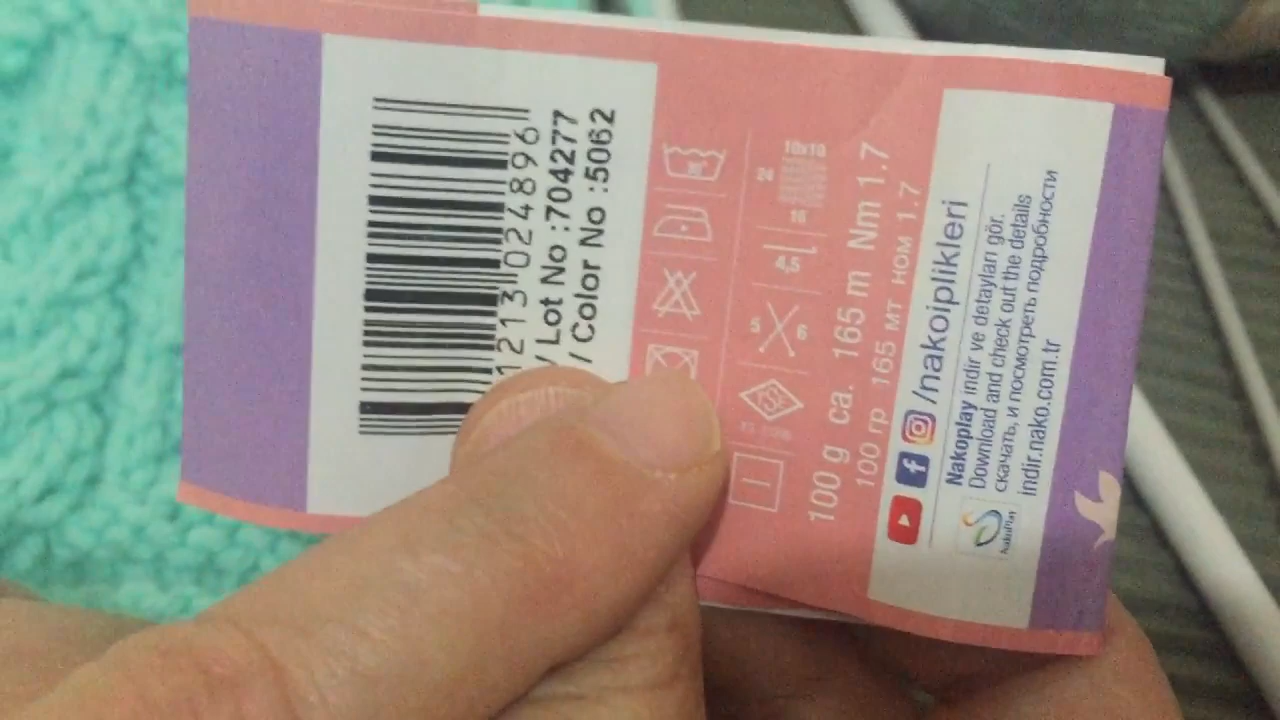 1213 024896
/ Lot No :704277
/ Color No :5062
10x10
24
16
4,5
5
6
TSE
100 g ca. 165 m Nm 1.7
100 гр 165 мт ном 1.7
/nakoiplikleri
Nakoplay indir ve detayları gör.
Download and check out the details
скачать, и посмотреть подробности
indir.nako.com.tr
NakoPlay